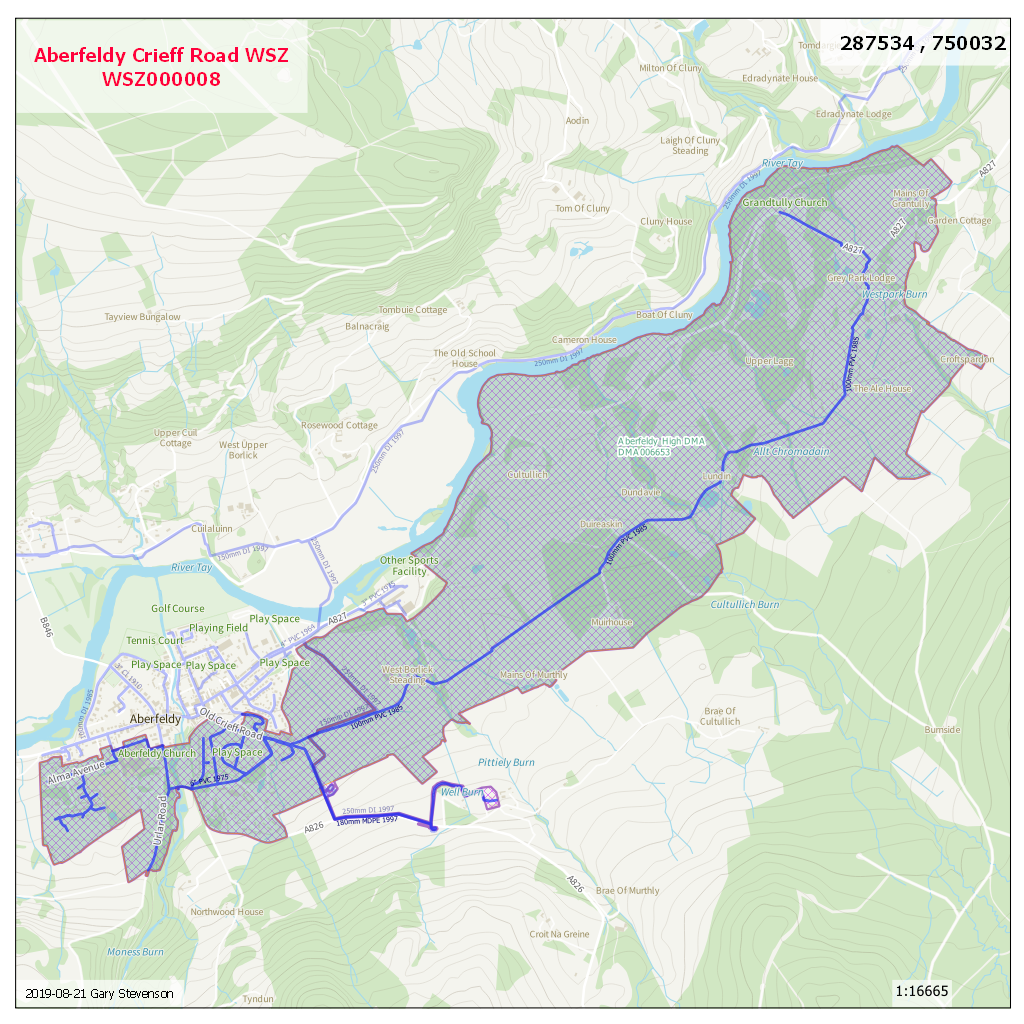 Aberfeldy Crieff Road WSZ
WSZ000008
287534 , 750032
Milton Of Cluny
Edradynate House
Edradynate Lodge
Aodin
Laigh Of Cluny
Steading
River Tay
A827
250mm DI 1997
Grandtully Church
Mains Of
Grantully
Tom Of Cluny
Cluny House
A827
Garden Cottage
A827
Grey Park Lodge
Westpark Burn
Tombuie Cottage
Tayview Bungalow
Balnacraig
Boat Of Cluny
Cameron House
The Old School
House
250mm DI 1997
Upper Lagg
100mm PVC 1985
Croftspardon
The Ale House
Rosewood Cottage
Upper Cuil
Cottage
West Upper
Borlick
250mm DI 1997
Aberfeldy_High DMA
DMA006653
Allt Chromodain
Cultullich
Lundin
Dundavie
Cuilaluinn
Duireaskin
100mm PVC 1985
150mm DI 1997
250mm DI 1997
River Tay
Other Sports
Facility
Golf Course
Cultullich Burn
B846
Play Space
A827
Playing Field
Muirhouse
Tennis Court
Play Space
Play Space
Play Space
West Borlick
Steading
Mains Of Murthly
Brae Of
Cultullich
Aberfeldy
Old Crieff Road
100mm PVC 1985
Burnside
Aberfeldy Church
Play Space
Alma Avenue
Pittiely Burn
Well Burn
250mm DI 1997
180mm MDPE 1997
A826
Urlar Road
A826
Brae Of Murthly
Northwood House
Croit Na Greine
Moness Burn
2019-08-21 Gary Stevenson
Tyndun
1:16665